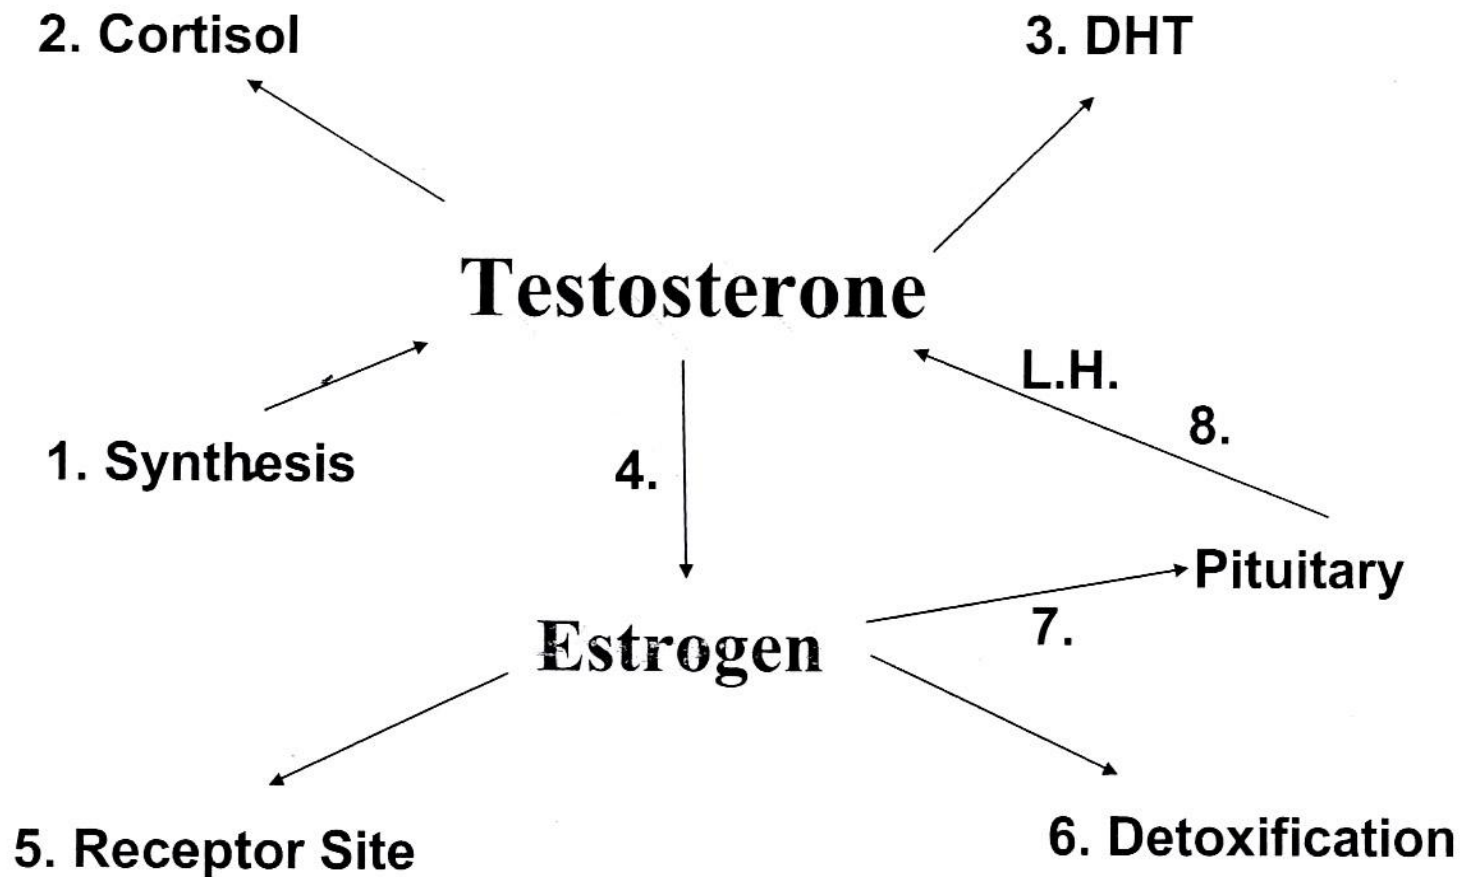 2. Cortisol
3. DHT
Testosterone
L.H.
8.
1. Synthesis
4.
Pituitary
7.
Estrogen
5. Receptor Site
6. Detoxification